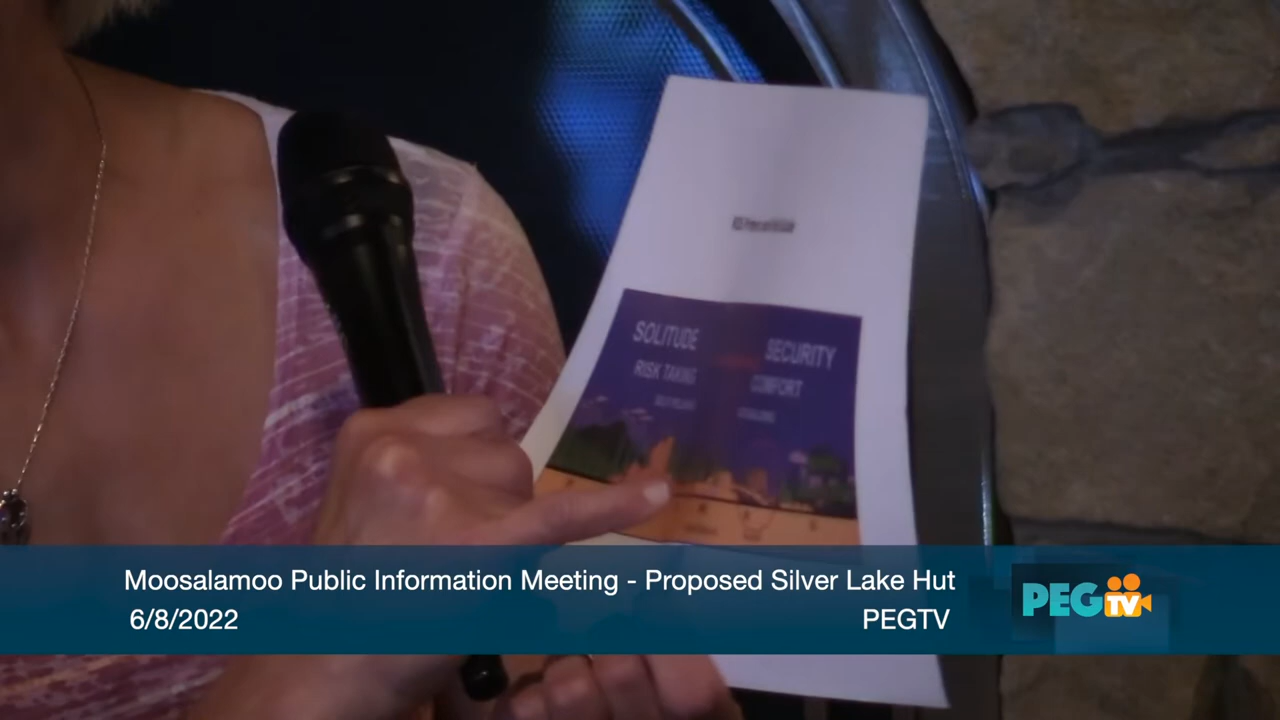 SOLITUDE
SECURITY
RISK TAKING
COMFORT
Moosalamoo Public Information Meeting - Proposed Silver Lake Hut
6/8/2022
PEGTV
PEGTV